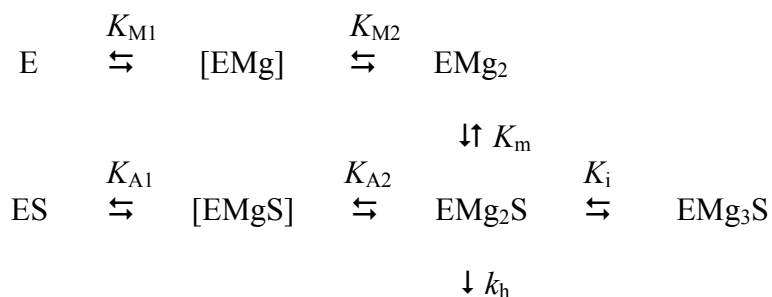 K_M1 K_M2
E ⇆ [EMg] ⇆ EMg₂
↓↑ K_m
K_A1 K_A2 K_i
ES ⇆ [EMgS] ⇆ EMg₂S ⇆ EMg₃S
↓ k_h